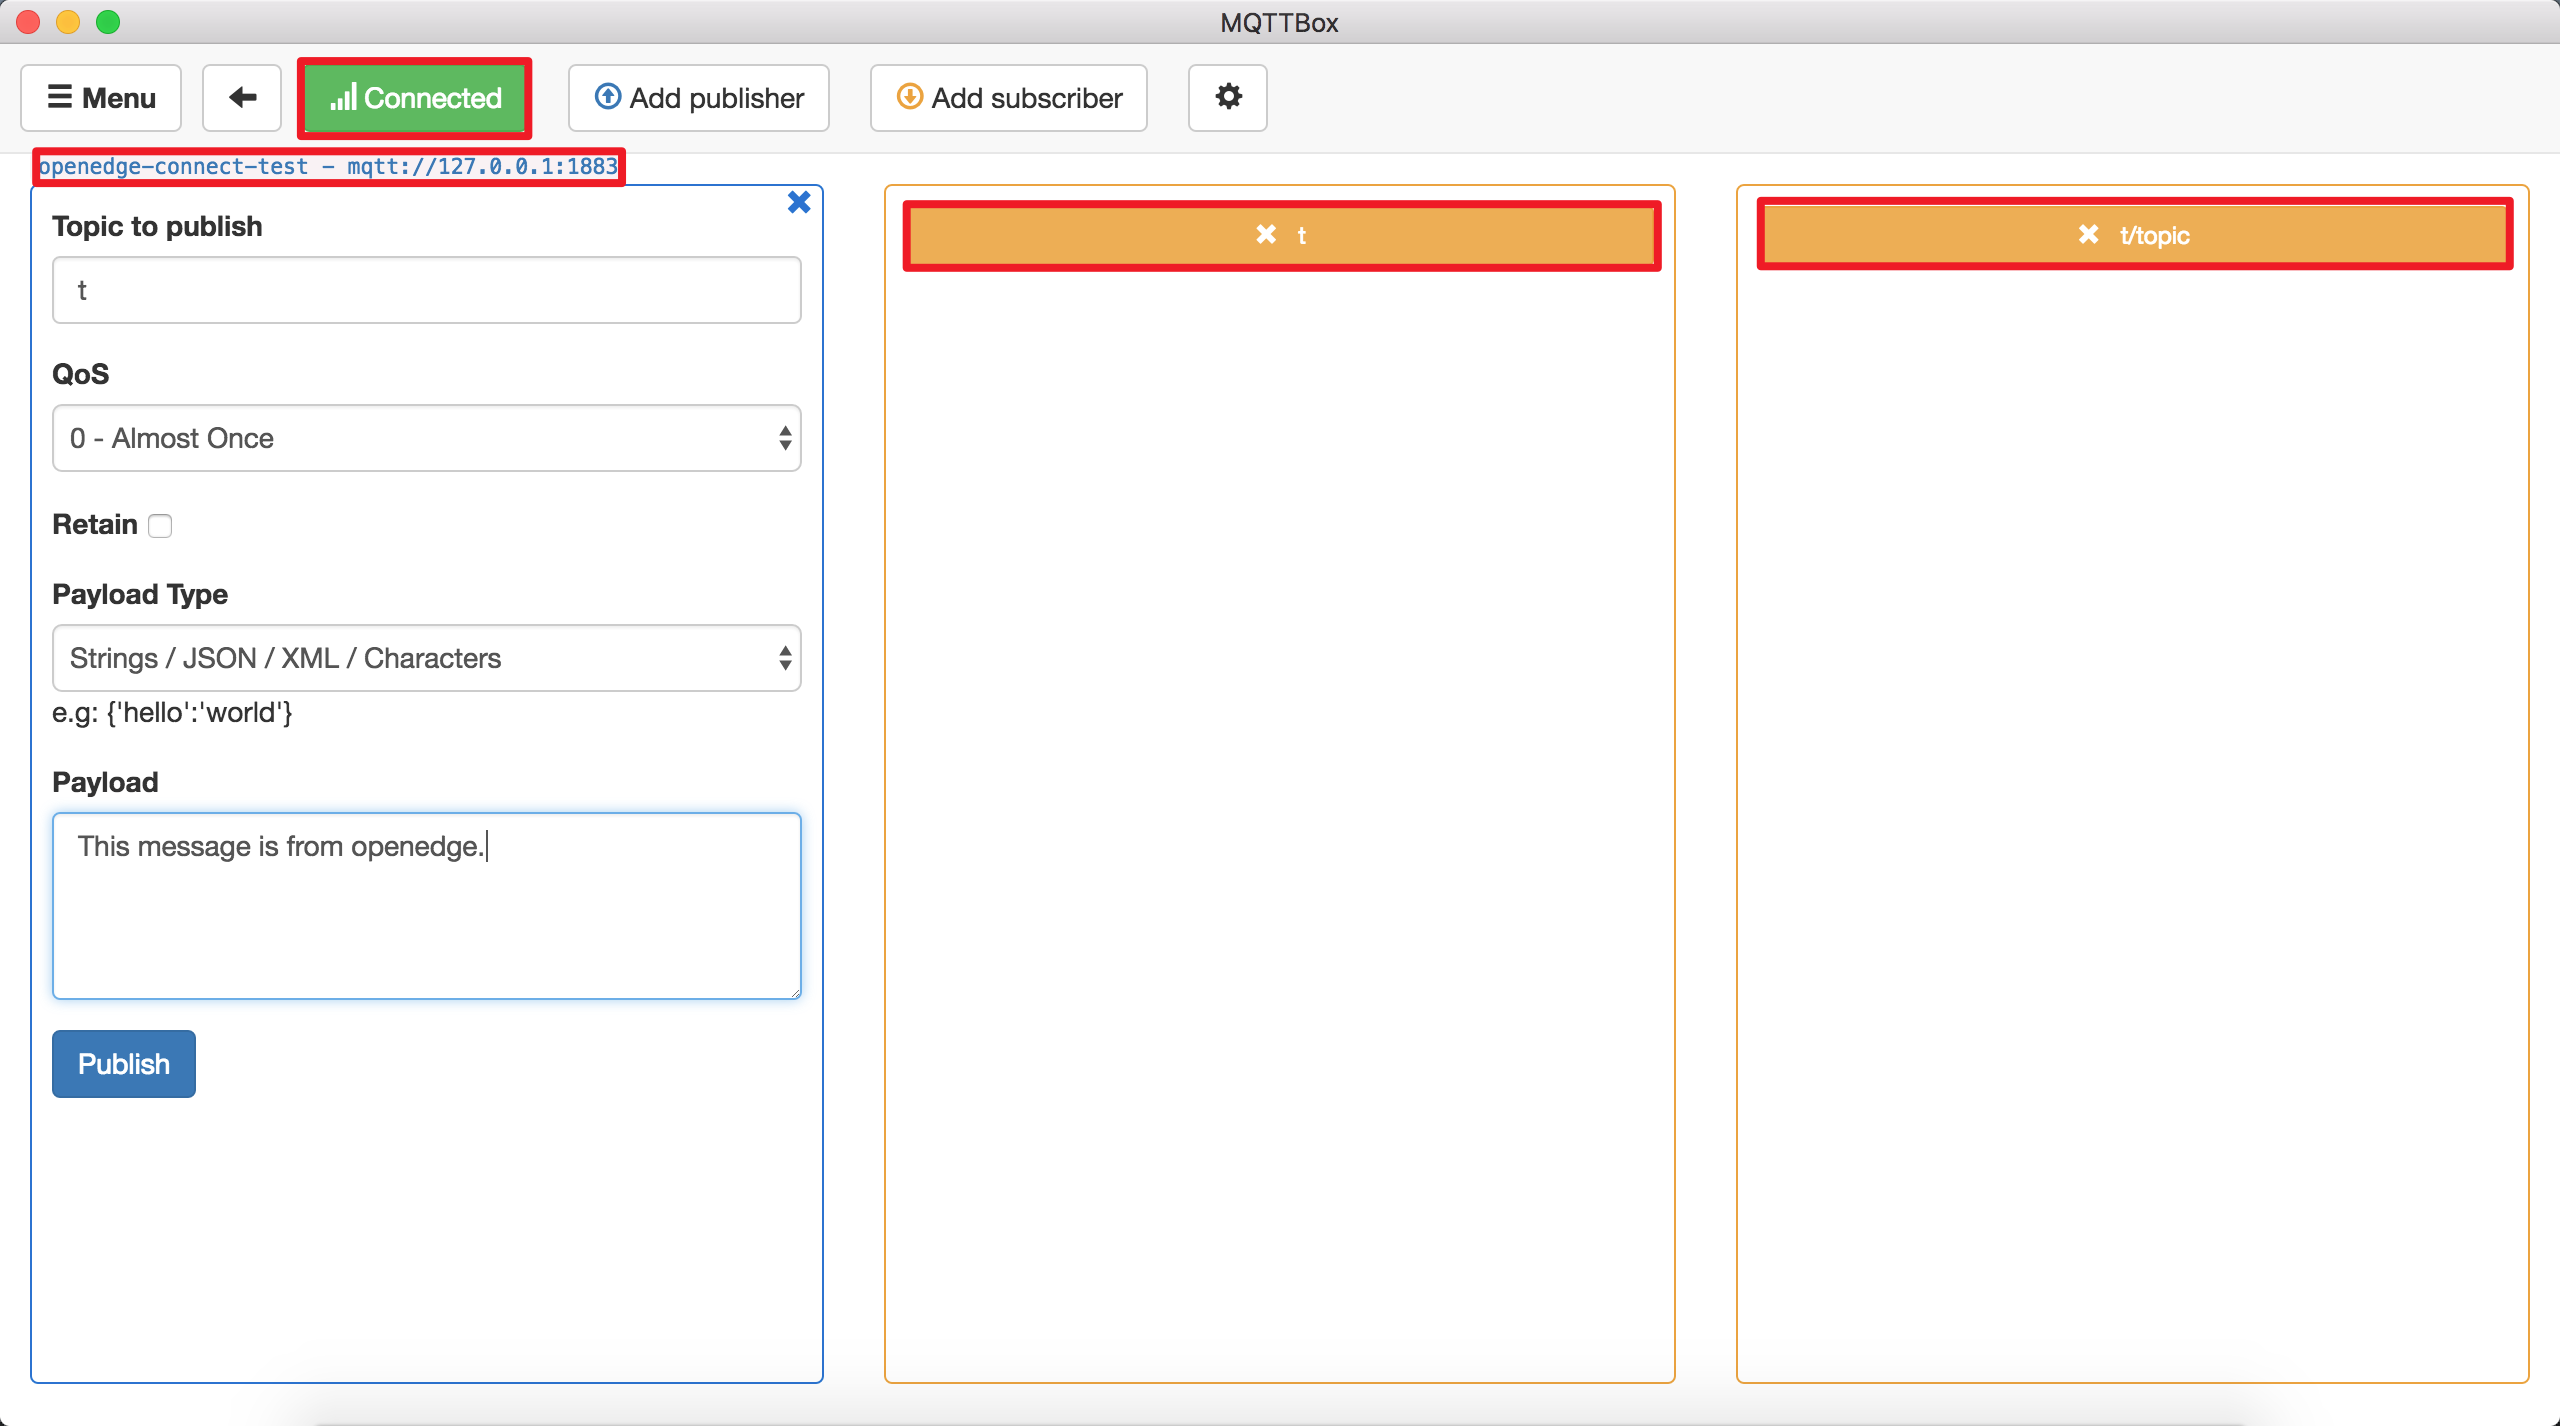 MQTTBox
Menu
Connected
Add publisher
Add subscriber
openedge-connect-test - mqtt://127.0.0.1:1883
Topic to publish
t
QoS
0 - Almost Once
Retain
Payload Type
Strings / JSON / XML / Characters
e.g: {'hello':'world'}
Payload
This message is from openedge.
Publish
t
t/topic